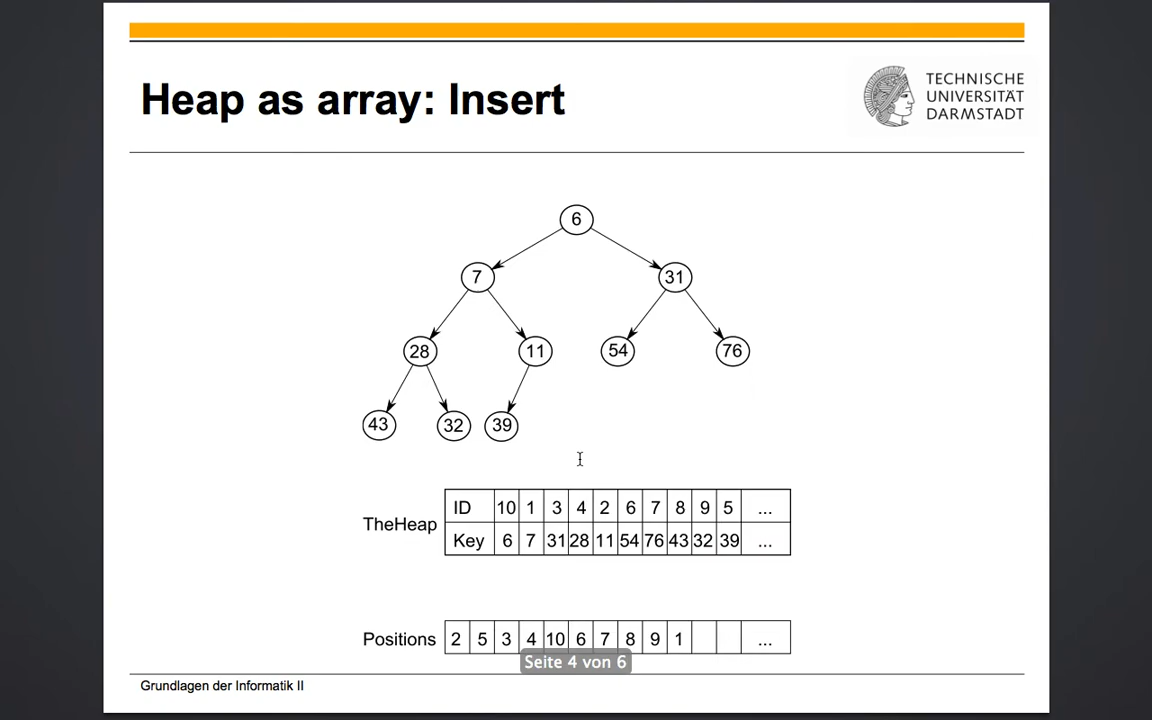 Heap as array: Insert
TECHNISCHE
UNIVERSITÄT
DARMSTADT
6
7 31
28 11 54 76
43 32 39
TheHeap
ID 10 1 3 4 2 6 7 8 9 5 ...
Key 6 7 31 28 11 54 76 43 32 39 ...
Positions 2 5 3 4 10 6 7 8 9 1 ...
Seite 4 von 6
Grundlagen der Informatik II